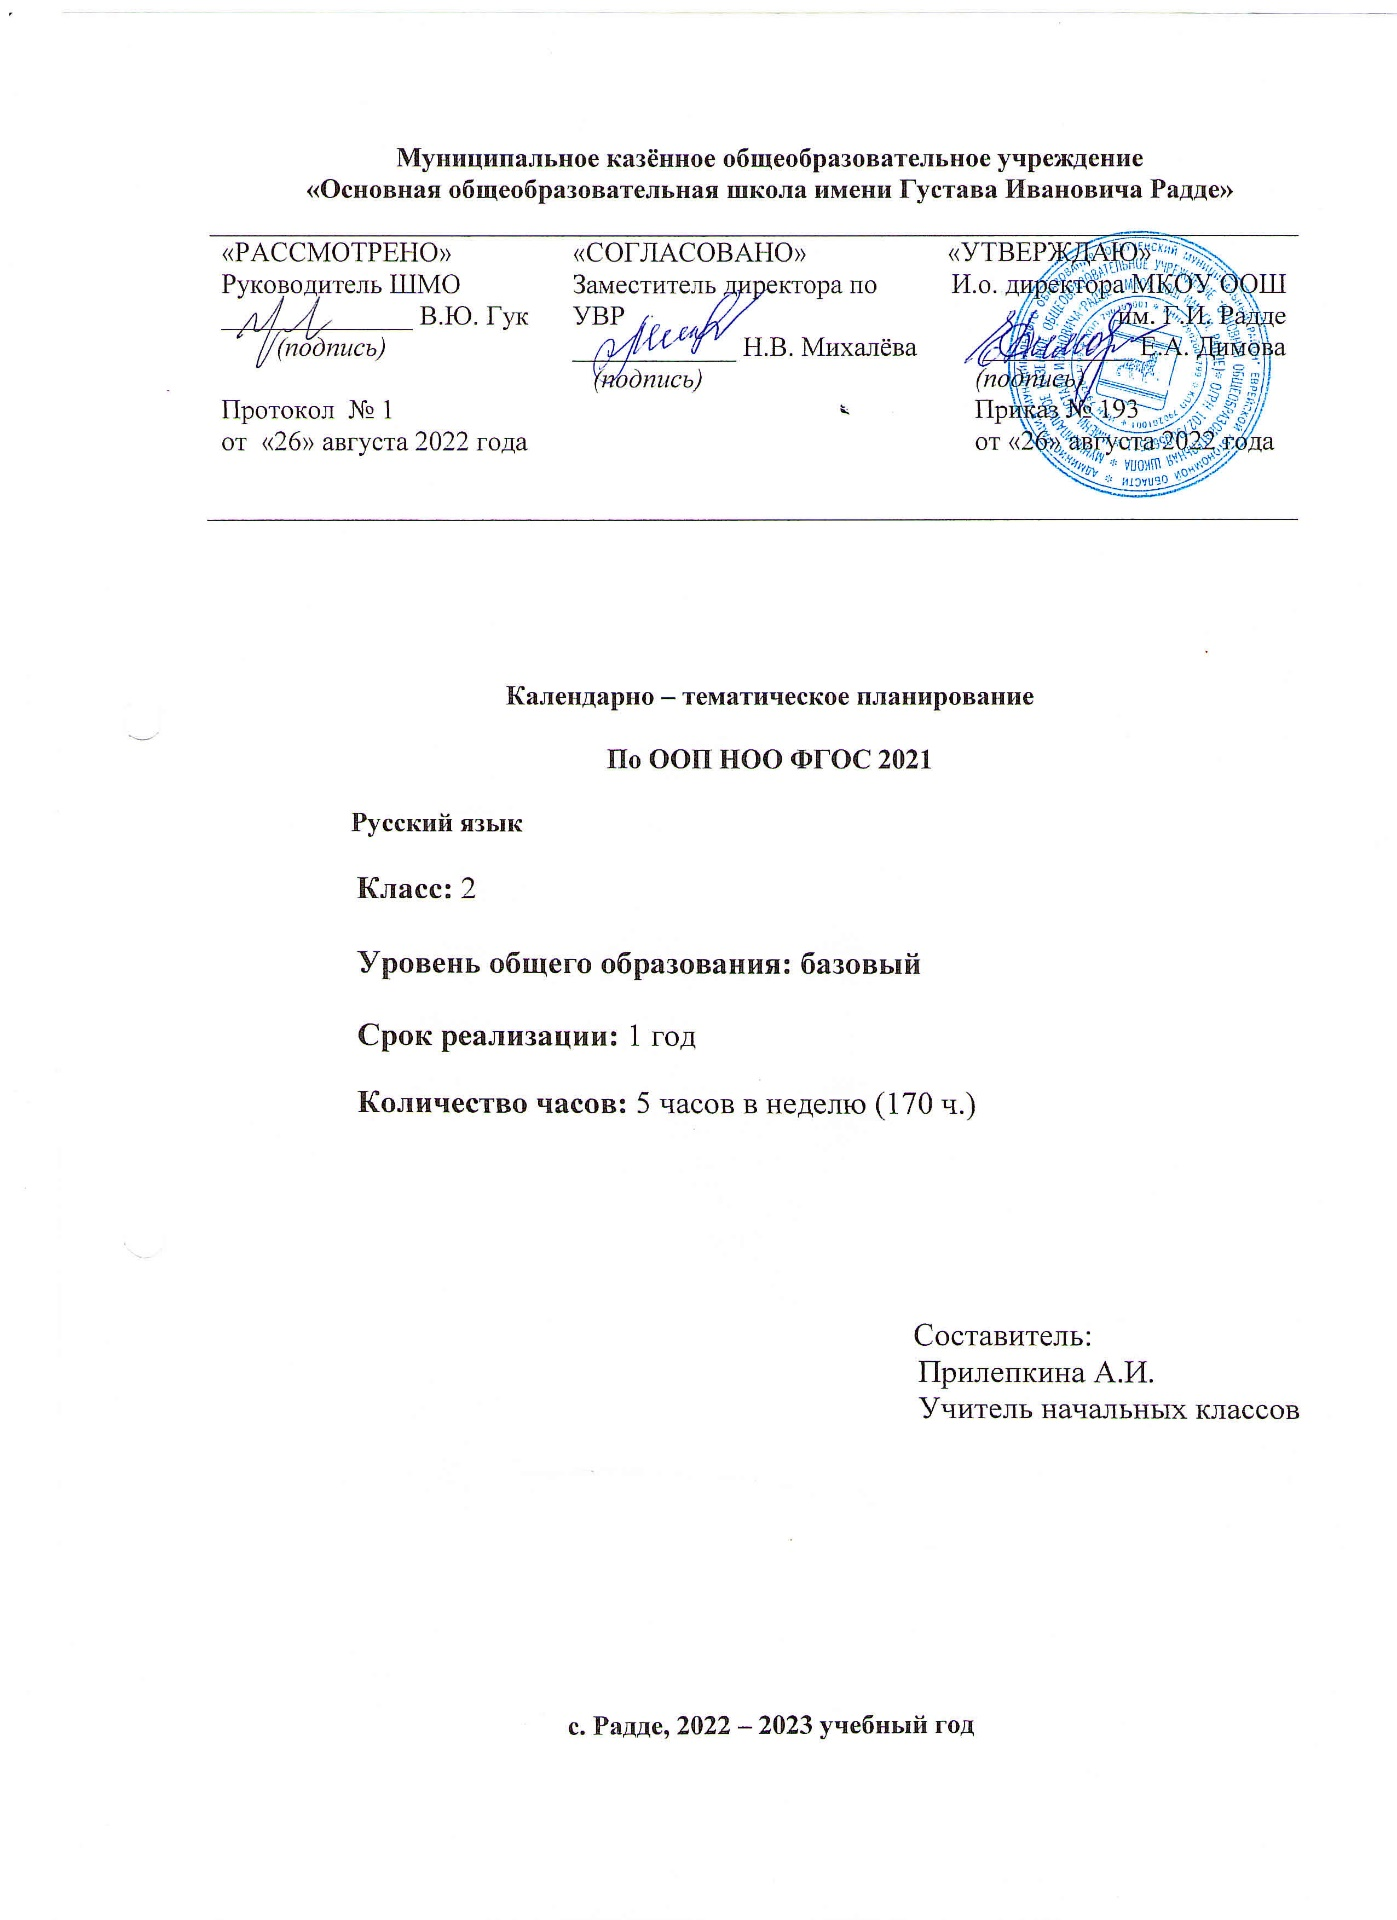 Муниципальное казённое общеобразовательное учреждение
«Основная общеобразовательная школа имени Густава Ивановича Радде»
«РАССМОТРЕНО»
Руководитель ШМО
______________ В.Ю. Гук
(подпись)
Протокол № 1
от «26» августа 2022 года
«СОГЛАСОВАНО»
Заместитель директора по
УВР
____________ Н.В. Михалёва
(подпись)
«УТВЕРЖДАЮ»
И.о. директора МКОУ ООШ
им. Г.И. Радде
____________ Е.А. Димова
(подпись)
Приказ № 193
от «26» августа 2022 года
Календарно – тематическое планирование
По ООП НОО ФГОС 2021
Русский язык
Класс: 2
Уровень общего образования: базовый
Срок реализации: 1 год
Количество часов: 5 часов в неделю (170 ч.)
Составитель:
Прилепкина А.И.
Учитель начальных классов
с. Радде, 2022 – 2023 учебный год